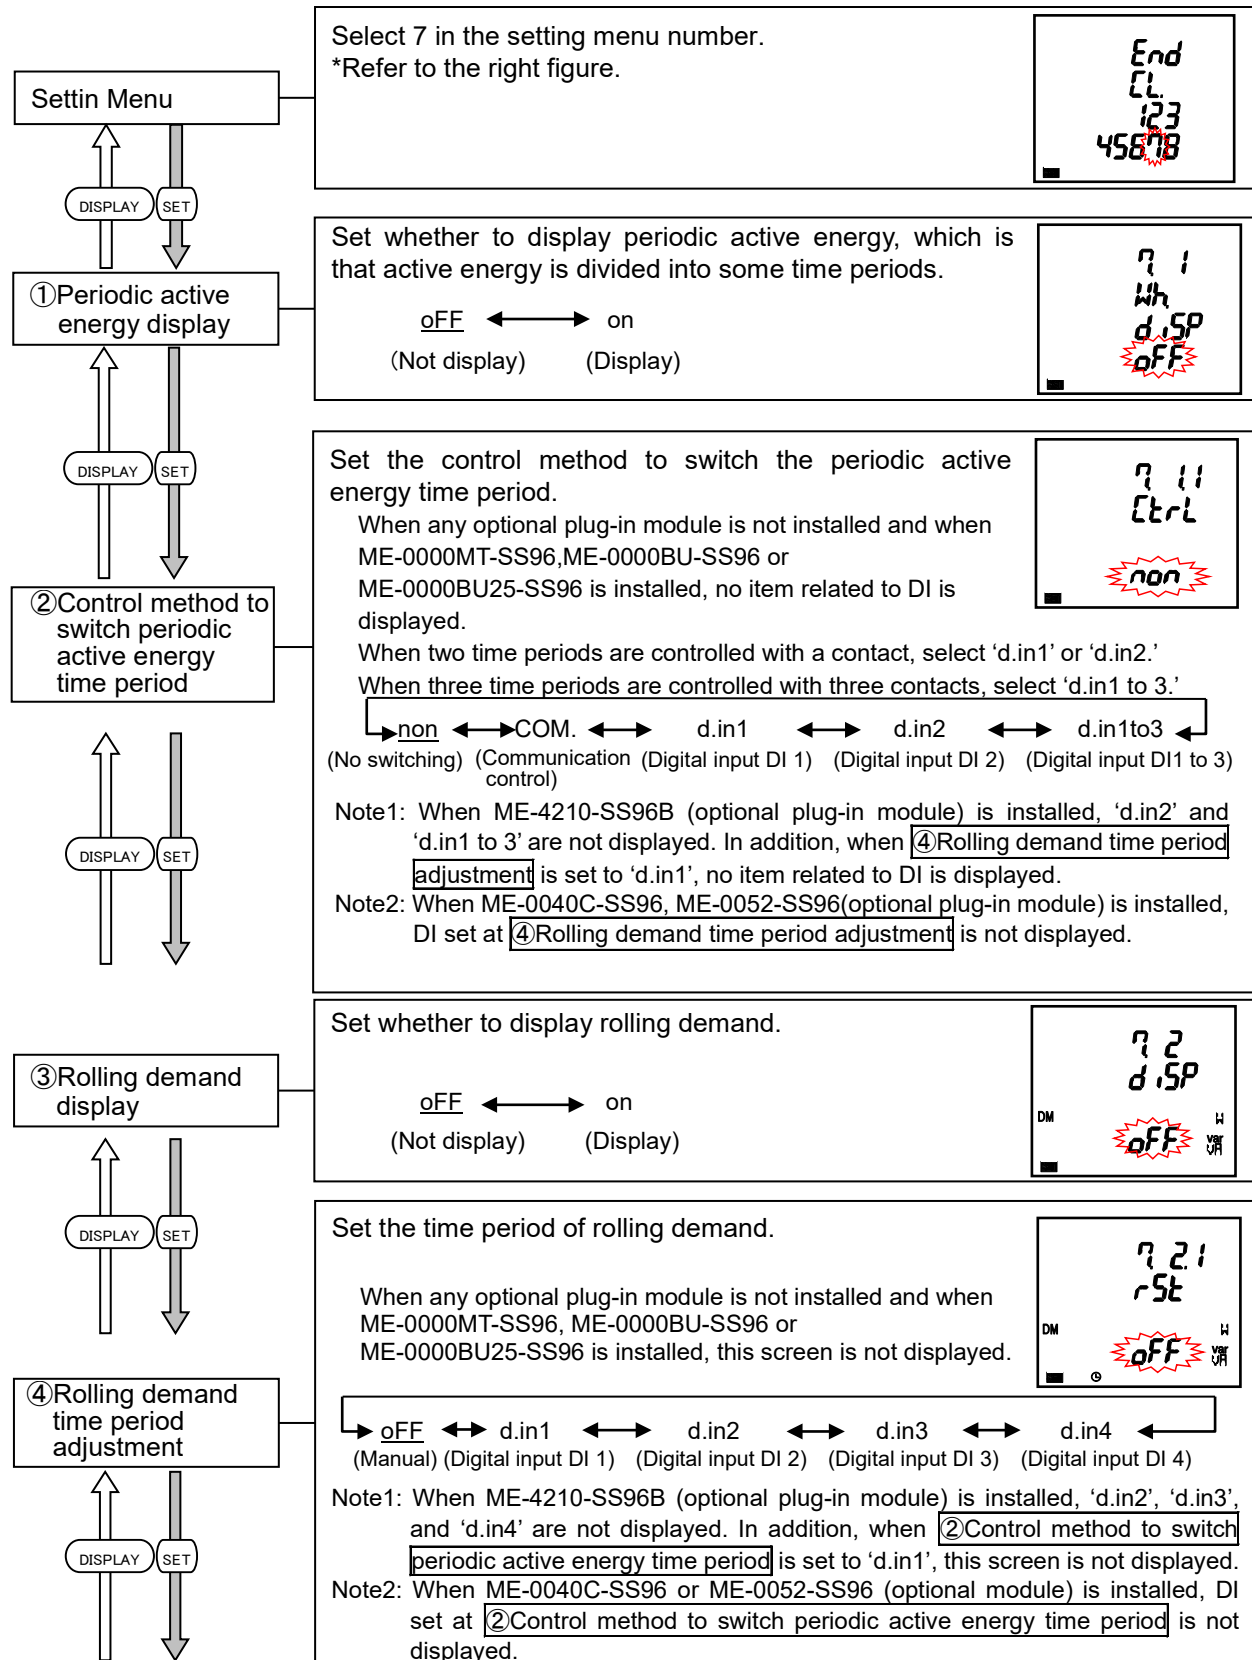 Select 7 in the setting menu number.
*Refer to the right figure.
End
CL.
123
45678
Settin Menu
DISPLAY SET
Set whether to display periodic active energy, which is
that active energy is divided into some time periods.
oFF on
(Not display) (Display)
7. 1
Wh
diSP
oFF
①Periodic active
energy display
DISPLAY SET
Set the control method to switch the periodic active
energy time period.
When any optional plug-in module is not installed and when
ME-0000MT-SS96,ME-0000BU-SS96 or
ME-0000BU25-SS96 is installed, no item related to DI is
displayed.
When two time periods are controlled with a contact, select ‘d.in1’ or ‘d.in2.’
When three time periods are controlled with three contacts, select ‘d.in1 to 3.’
7. 1.1
CtrL
non
②Control method to
switch periodic
active energy
time period
non COM. d.in1 d.in2 d.in1to3
(No switching) (Communication control) (Digital input DI 1) (Digital input DI 2) (Digital input DI1 to 3)
Note1: When ME-4210-SS96B (optional plug-in module) is installed, ‘d.in2’ and
‘d.in1 to 3’ are not displayed. In addition, when ④Rolling demand time period
adjustment is set to ‘d.in1’, no item related to DI is displayed.
Note2: When ME-0040C-SS96, ME-0052-SS96(optional plug-in module) is installed,
DI set at ④Rolling demand time period adjustment is not displayed.
DISPLAY SET
Set whether to display rolling demand.
oFF on
(Not display) (Display)
7. 2
diSP
DM W
oFF var
VA
③Rolling demand
display
DISPLAY SET
Set the time period of rolling demand.
When any optional plug-in module is not installed and when
ME-0000MT-SS96, ME-0000BU-SS96 or
ME-0000BU25-SS96 is installed, this screen is not displayed.
7. 2.1
rSt
DM W
oFF var
VA
④Rolling demand
time period
adjustment
oFF d.in1 d.in2 d.in3 d.in4
(Manual) (Digital input DI 1) (Digital input DI 2) (Digital input DI 3) (Digital input DI 4)
Note1: When ME-4210-SS96B (optional plug-in module) is installed, ‘d.in2’, ‘d.in3’,
and ‘d.in4’ are not displayed. In addition, when ②Control method to switch
periodic active energy time period is set to ‘d.in1’, this screen is not displayed.
Note2: When ME-0040C-SS96 or ME-0052-SS96 (optional module) is installed, DI
set at ②Control method to switch periodic active energy time period is not
displayed.
DISPLAY SET